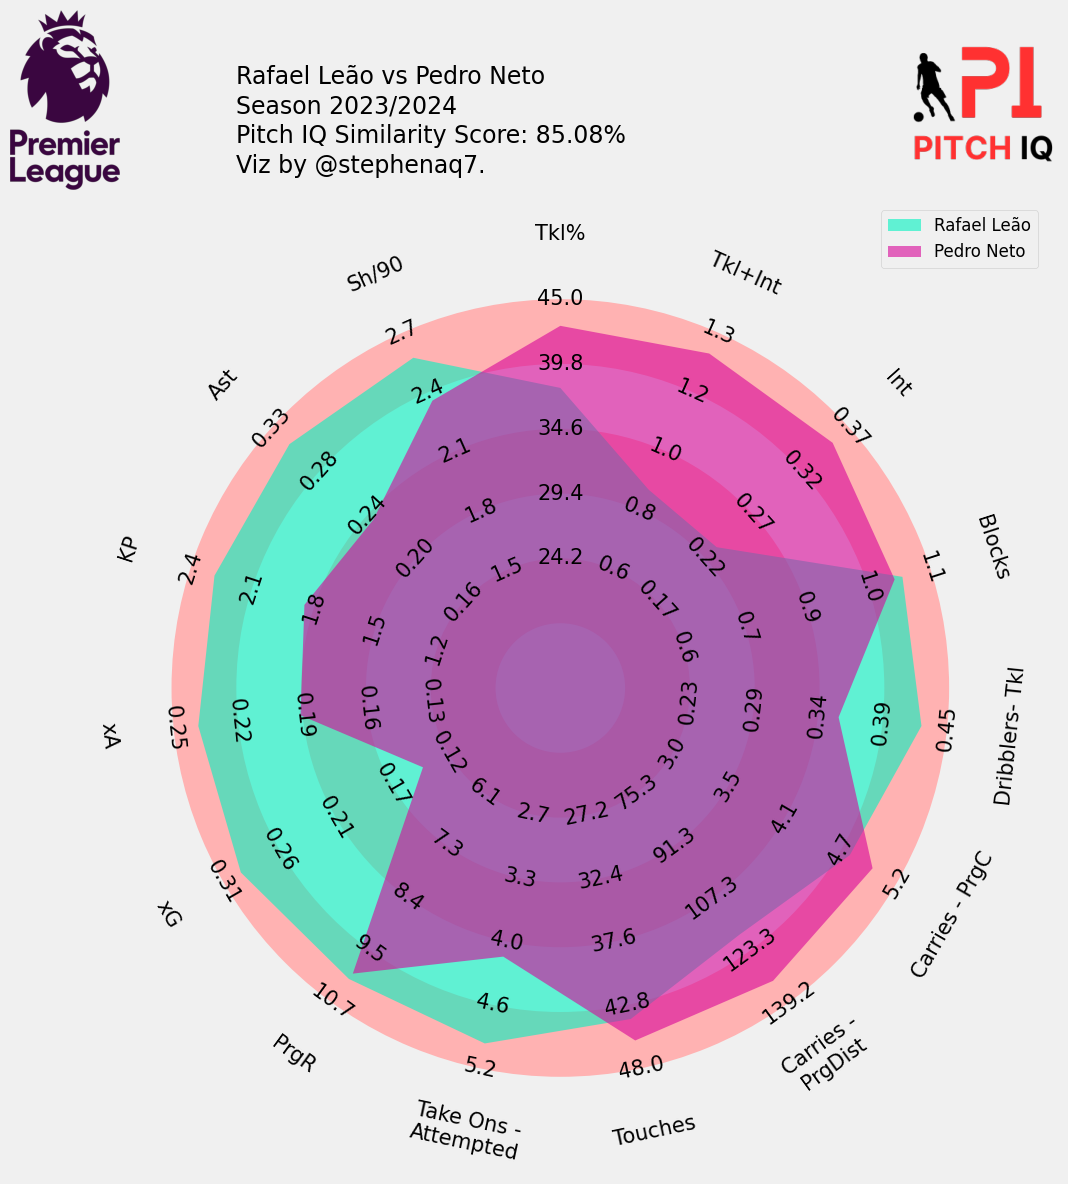 Premier
League
Rafael Leão vs Pedro Neto
Season 2023/2024
Pitch IQ Similarity Score: 85.08%
Viz by @stephenaq7.
PI
PITCH IQ
Rafael Leão
Pedro Neto
Tkl%
45.0
39.8
34.6
29.4
24.2
Tkl+Int
1.3
1.2
1.0
0.8
0.6
Int
0.37
0.32
0.27
0.22
0.17
Blocks
1.1
1.0
0.9
0.7
0.6
Dribblers- Tkl
0.45
0.39
0.34
0.29
0.23
Carries - PrgC
5.2
4.7
4.1
3.5
3.0
Carries -
PrgDist
139.2
123.3
107.3
91.3
75.3
Touches
48.0
42.8
37.6
32.4
27.2
Take Ons -
Attempted
5.2
4.6
4.0
3.3
2.7
PrgR
10.7
9.5
8.4
7.3
6.1
xG
0.31
0.26
0.21
0.17
0.12
xA
0.25
0.22
0.19
0.16
0.13
KP
2.4
2.1
1.8
1.5
1.2
Ast
0.33
0.28
0.24
0.20
0.16
Sh/90
2.7
2.4
2.1
1.8
1.5